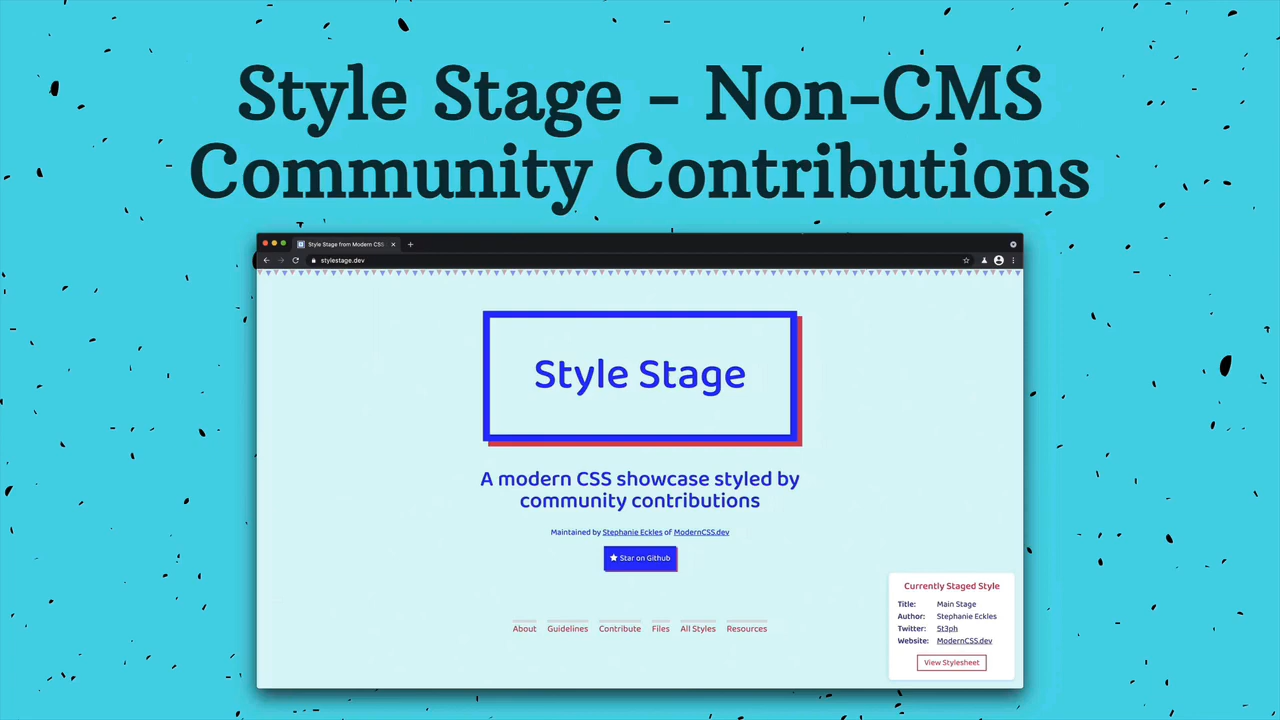 Style Stage - Non-CMS
Community Contributions
Style Stage from Modern CSS
stylestage.dev
Style Stage
A modern CSS showcase styled by
community contributions
Maintained by Stephanie Eckles of ModernCSS.dev
Star on Github
About Guidelines Contribute Files All Styles Resources
Currently Staged Style
Title: Main Stage
Author: Stephanie Eckles
Twitter: 5t3ph
Website: ModernCSS.dev
View Stylesheet